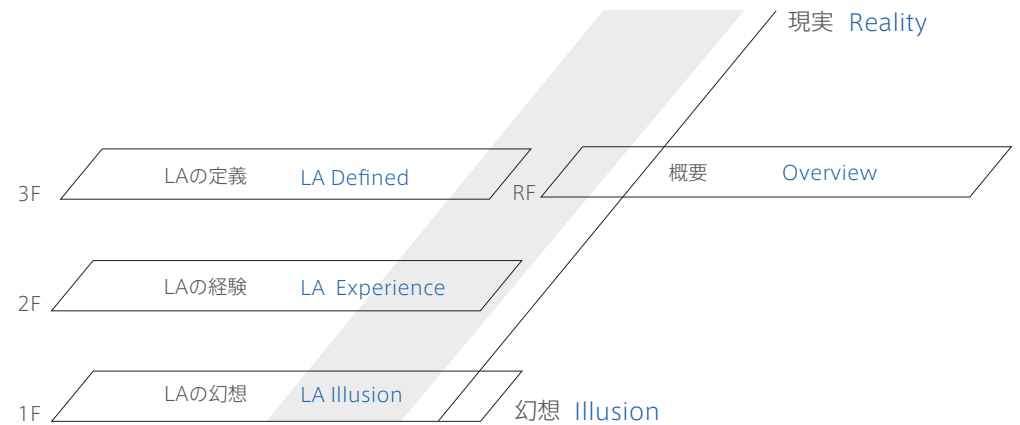 現実 Reality
3F LAの定義 LA Defined
RF 概要 Overview
2F LAの経験 LA Experience
1F LAの幻想 LA Illusion
幻想 Illusion